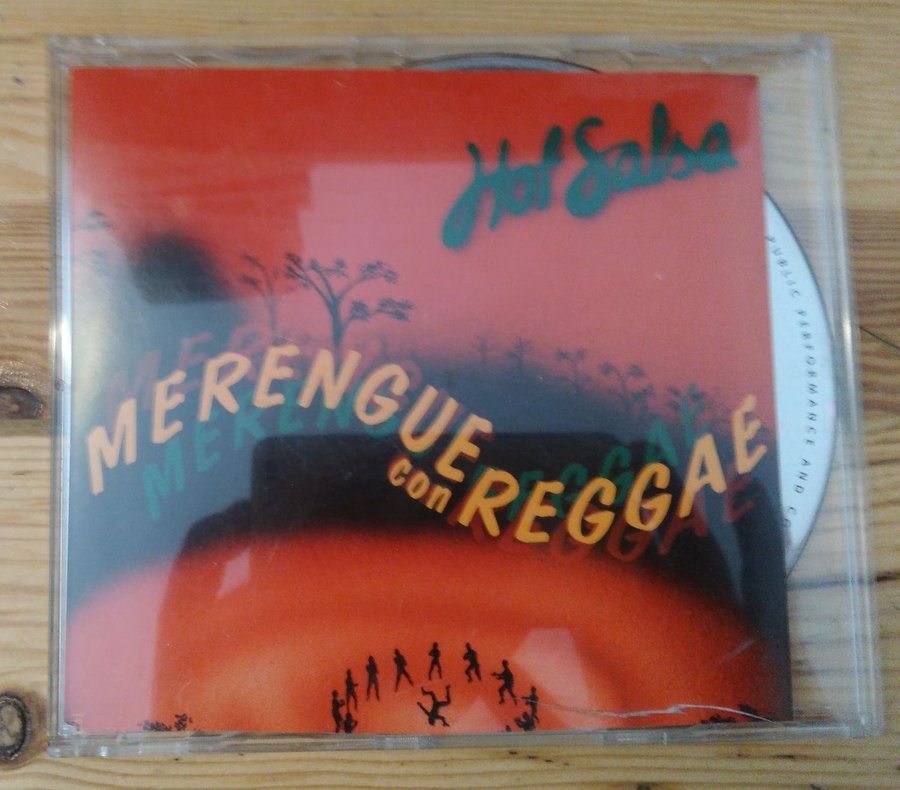 Hot Salsa
MERENGUE
con
REGGAE
PUBLIC PERFORMANCE AND